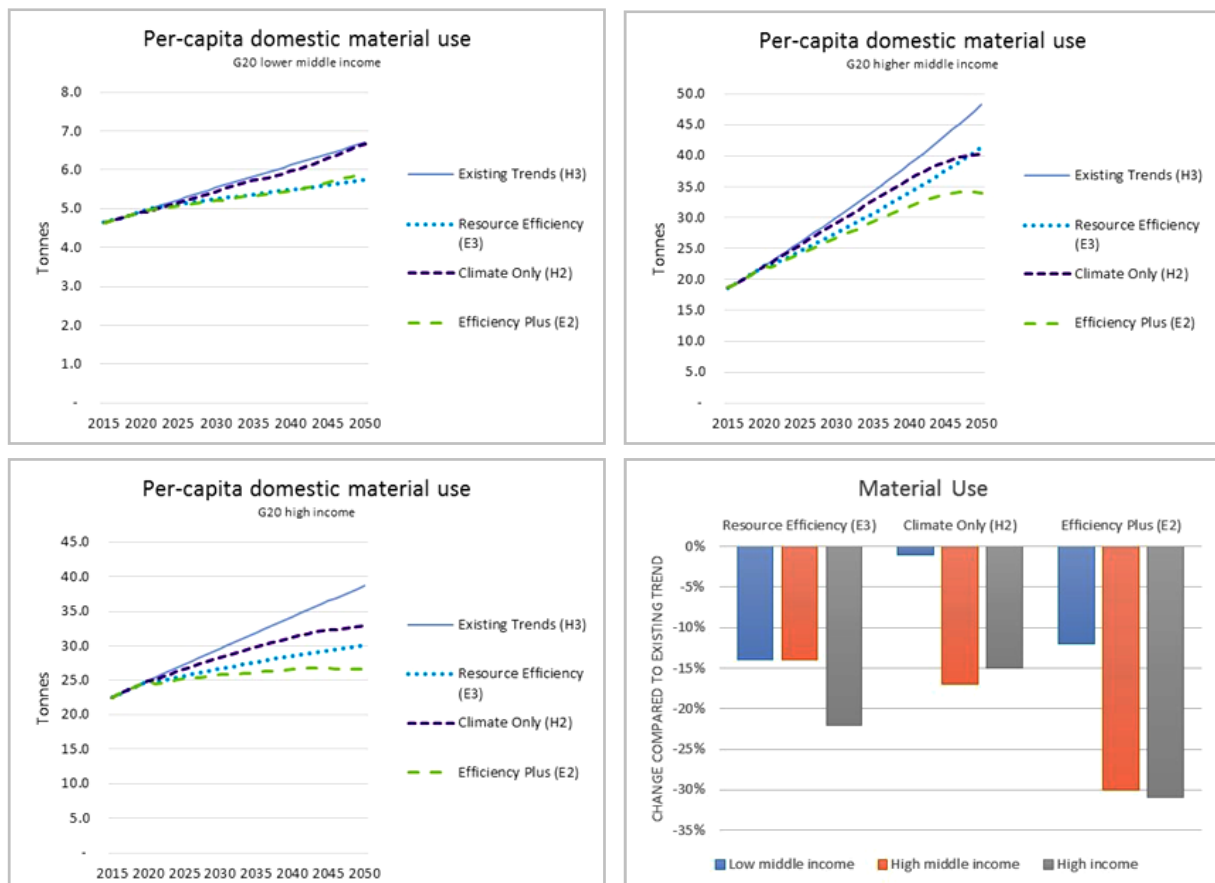 Per-capita domestic material use
G20 lower middle income
8.0
7.0
6.0
5.0
4.0
3.0
2.0
1.0
-
Tonnes
2015 2020 2025 2030 2035 2040 2045 2050
Existing Trends (H3)
Resource Efficiency
(E3)
Climate Only (H2)
Efficiency Plus (E2)
Per-capita domestic material use
G20 higher middle income
50.0
45.0
40.0
35.0
30.0
25.0
20.0
15.0
10.0
5.0
-
Tonnes
2015 2020 2025 2030 2035 2040 2045 2050
Existing Trends (H3)
Resource Efficiency
(E3)
Climate Only (H2)
Efficiency Plus (E2)
Per-capita domestic material use
G20 high income
45.0
40.0
35.0
30.0
25.0
20.0
15.0
10.0
5.0
-
Tonnes
2015 2020 2025 2030 2035 2040 2045 2050
Existing Trends (H3)
Resource Efficiency
(E3)
Climate Only (H2)
Efficiency Plus (E2)
Material Use
Resource Efficiency (E3) Climate Only (H2) Efficiency Plus (E2)
0%
-5%
-10%
-15%
-20%
-25%
-30%
-35%
CHANGE COMPARED TO EXISTING TREND
Low middle income High middle income High income